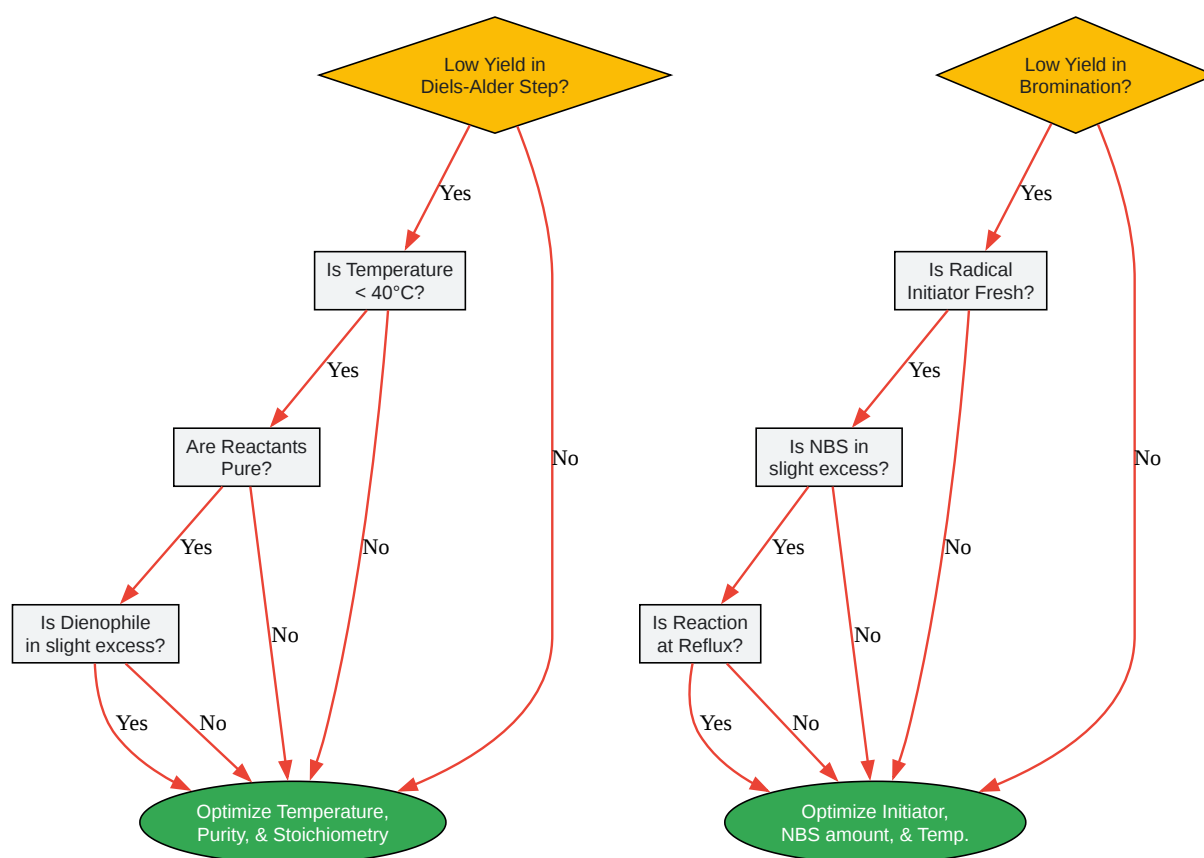 Low Yield in
Diels-Alder Step?
Yes
No
Is Temperature
< 40°C?
Yes
No
Are Reactants
Pure?
Yes
No
Is Dienophile
in slight excess?
Yes
No
Optimize Temperature,
Purity, & Stoichiometry
Low Yield in
Bromination?
Yes
No
Is Radical
Initiator Fresh?
Yes
No
Is NBS in
slight excess?
Yes
No
Is Reaction
at Reflux?
Yes
No
Optimize Initiator,
NBS amount, & Temp.